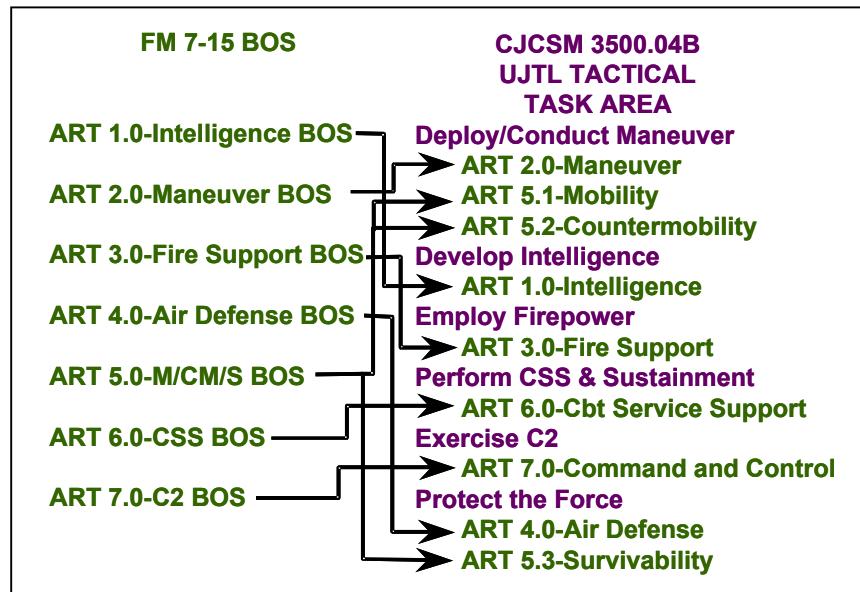 FM 7-15 BOS
ART 1.0-Intelligence BOS
ART 2.0-Maneuver BOS
ART 3.0-Fire Support BOS
ART 4.0-Air Defense BOS
ART 5.0-M/CM/S BOS
ART 6.0-CSS BOS
ART 7.0-C2 BOS
CJCSM 3500.04B
UJTL TACTICAL
TASK AREA
Deploy/Conduct Maneuver
ART 2.0-Maneuver
ART 5.1-Mobility
ART 5.2-Countermobility
Develop Intelligence
ART 1.0-Intelligence
Employ Firepower
ART 3.0-Fire Support
Perform CSS & Sustainment
ART 6.0-Cbt Service Support
Exercise C2
ART 7.0-Command and Control
Protect the Force
ART 4.0-Air Defense
ART 5.3-Survivability